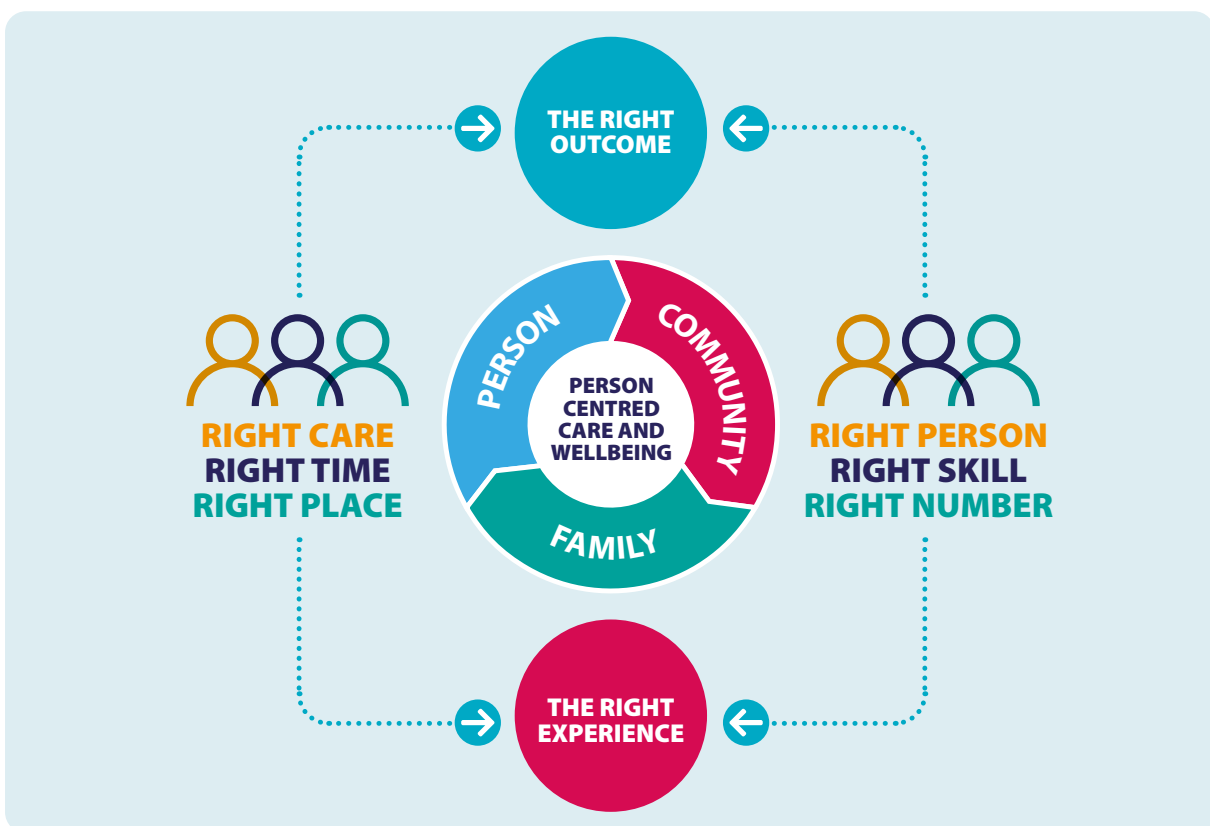 THE RIGHT
OUTCOME
PERSON
COMMUNITY
FAMILY
PERSON
CENTRED
CARE AND
WELLBEING
RIGHT CARE
RIGHT TIME
RIGHT PLACE
RIGHT PERSON
RIGHT SKILL
RIGHT NUMBER
THE RIGHT
EXPERIENCE